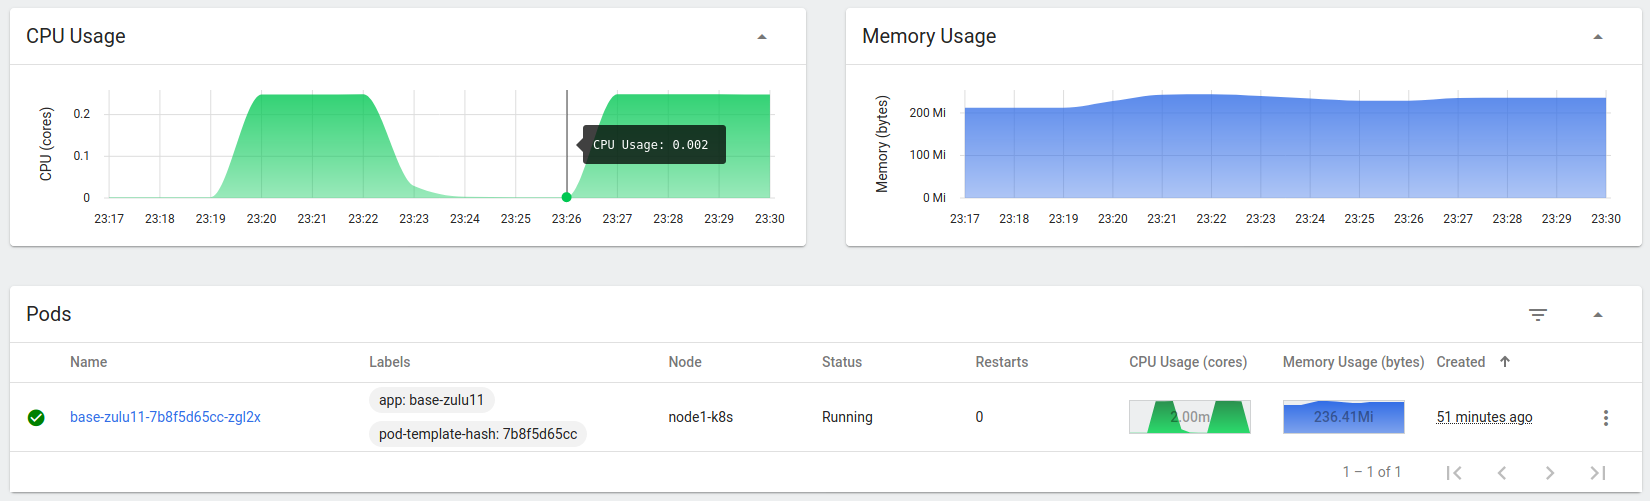 CPU Usage
Memory Usage
CPU (cores)
0.2
0.1
0
CPU Usage: 0.002
23:17 23:18 23:19 23:20 23:21 23:22 23:23 23:24 23:25 23:26 23:27 23:28 23:29 23:30
Memory (bytes)
200 Mi
100 Mi
0 Mi
23:17 23:18 23:19 23:20 23:21 23:22 23:23 23:24 23:25 23:26 23:27 23:28 23:29 23:30
Pods
Name Labels Node Status Restarts CPU Usage (cores) Memory Usage (bytes) Created
base-zulu11-7b8f5d65cc-zgl2x
app: base-zulu11
pod-template-hash: 7b8f5d65cc
node1-k8s
Running
0
2.00m
236.41Mi
51 minutes ago
1 – 1 of 1